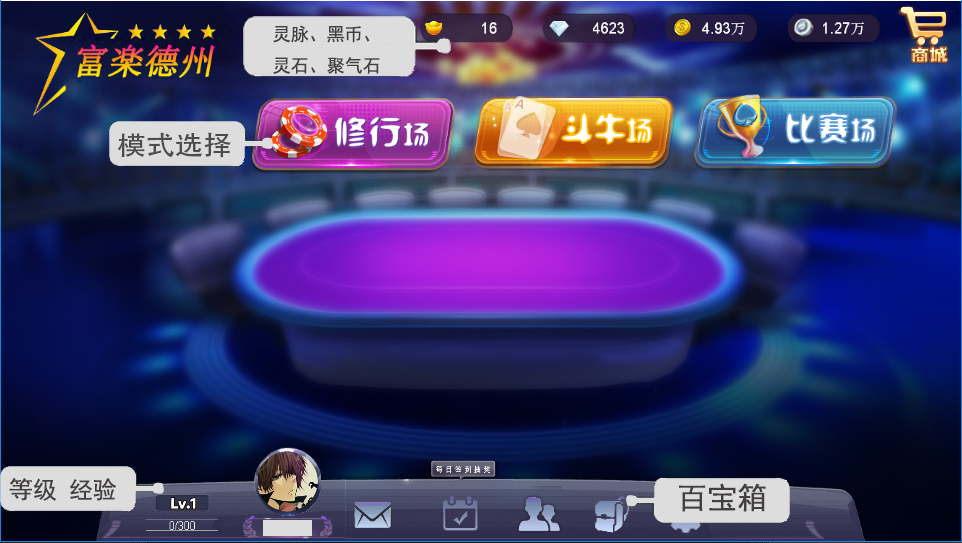 富楽德州
灵脉、黑币、
灵石、聚气石
16
4623
4.93万
1.27万
商城
模式选择
修行场
A
A
斗牛场
比赛场
每日签到抽奖
等级 经验
Lv.1
0/300
百宝箱